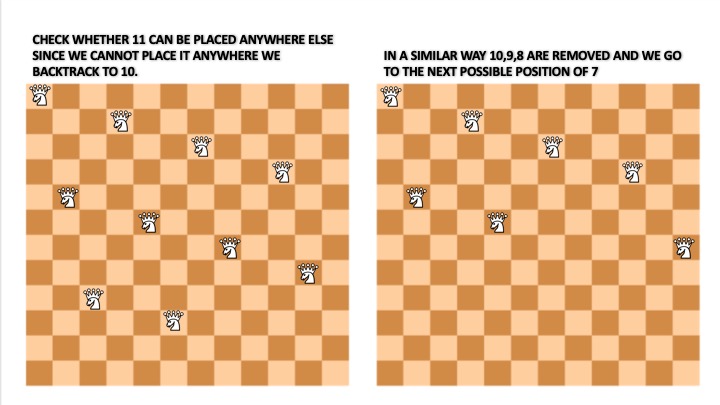 CHECK WHETHER 11 CAN BE PLACED ANYWHERE ELSE
SINCE WE CANNOT PLACE IT ANYWHERE WE
BACKTRACK TO 10.
IN A SIMILAR WAY 10,9,8 ARE REMOVED AND WE GO
TO THE NEXT POSSIBLE POSITION OF 7